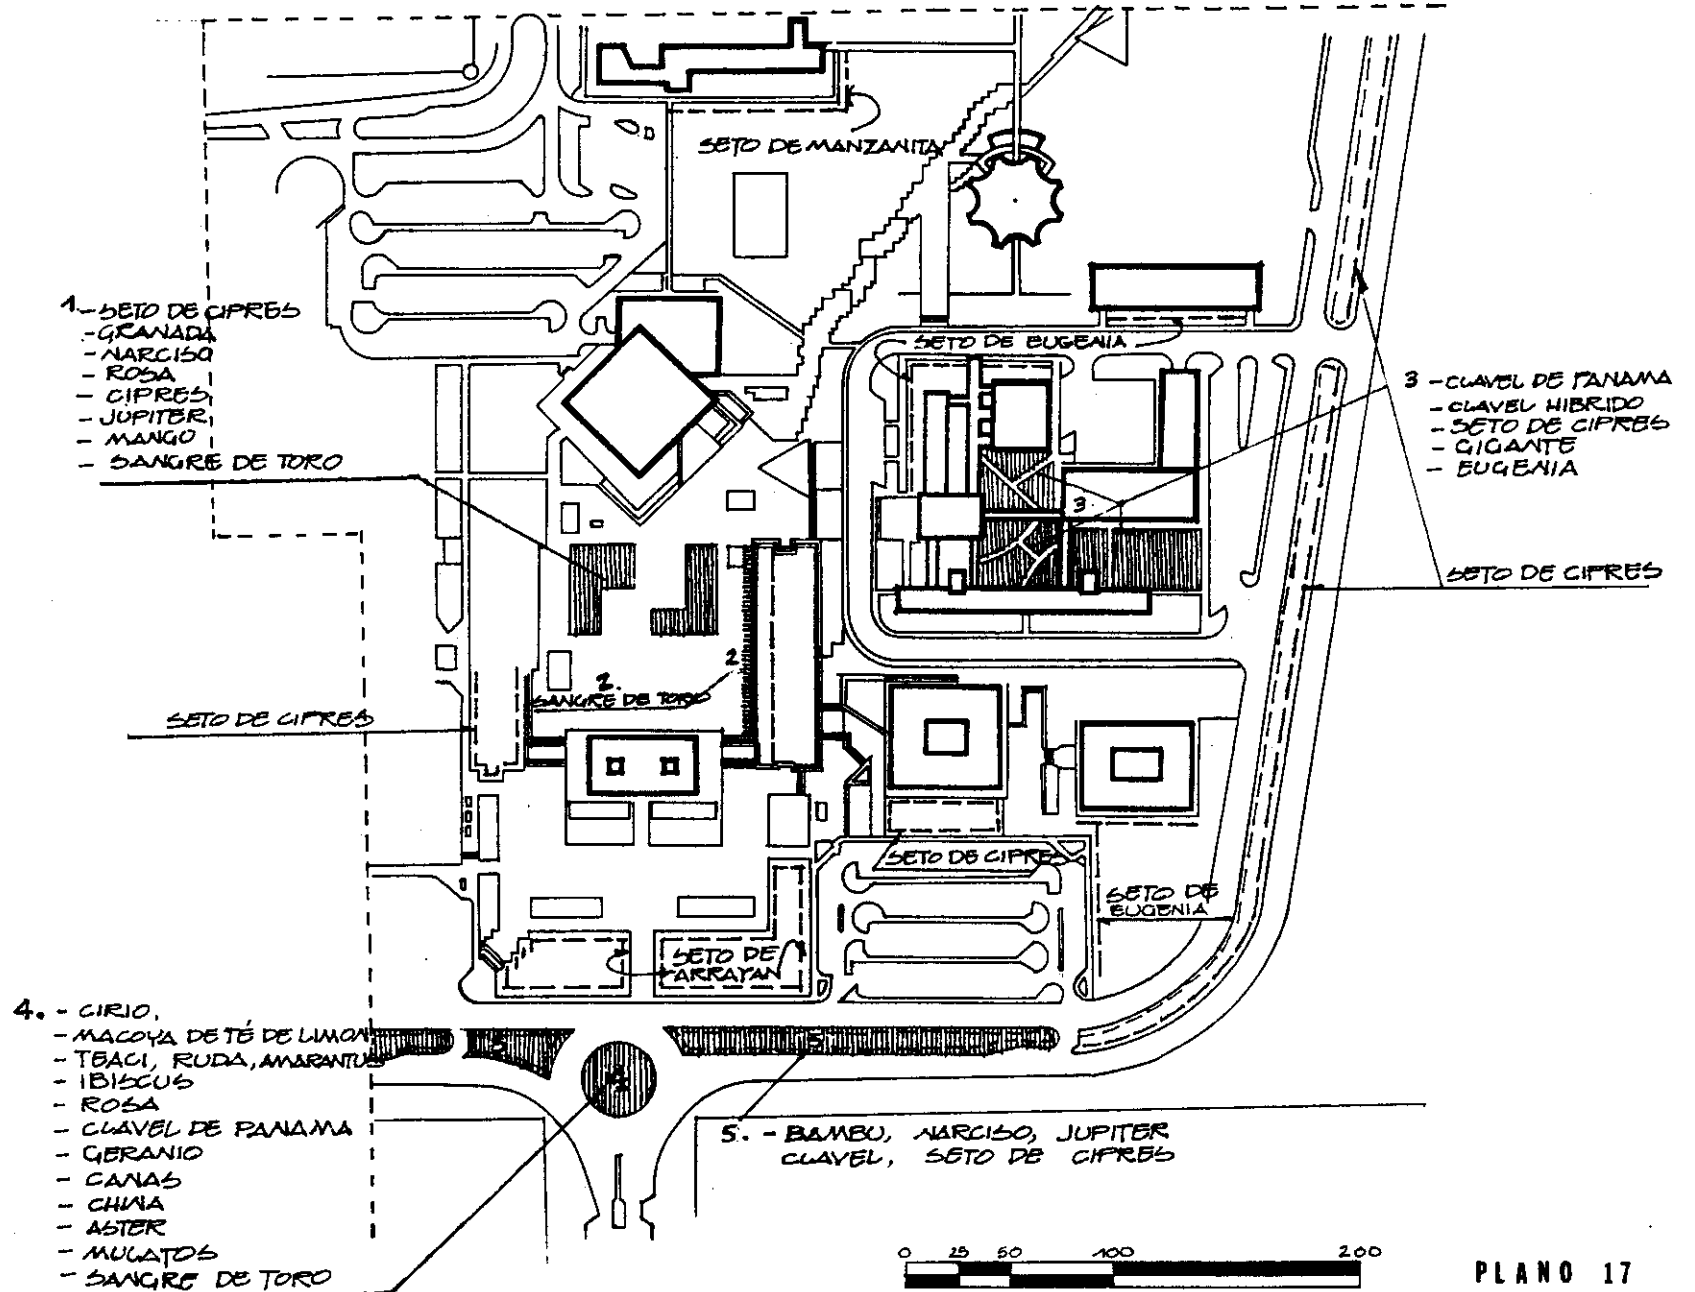 SETO DE MANZANITA
1- SETO DE CIPRES
- GRANADA
- NARCISO
- ROSA
- CIPRES
- JUPITER
- MANGO
- SANGRE DE TORO
SETO DE EUGENIA
3 - CLAVEL DE PANAMA
- CLAVEL HIBRIDO
- SETO DE CIPRES
- GIGANTE
- EUGENIA
3
SETO DE CIPRES
2
2.
SANGRE DE TORO
SETO DE CIPRES
SETO DE CIPRES
SETO DE
EUGENIA
SETO DE
ARRAYAN
4. - CIRIO,
- MACOYA DE TÉ DE LIMON
- TEACI, RUDA, AMARANTUS
- IBISCUS
- ROSA
- CLAVEL DE PANAMA
- GERANIO
- CANAS
- CHINA
- ASTER
- MULATOS
- SANGRE DE TORO
5
5
5. - BAMBU, NARCISO, JUPITER
CLAVEL, SETO DE CIPRES
0 25 50 100 200
PLANO 17